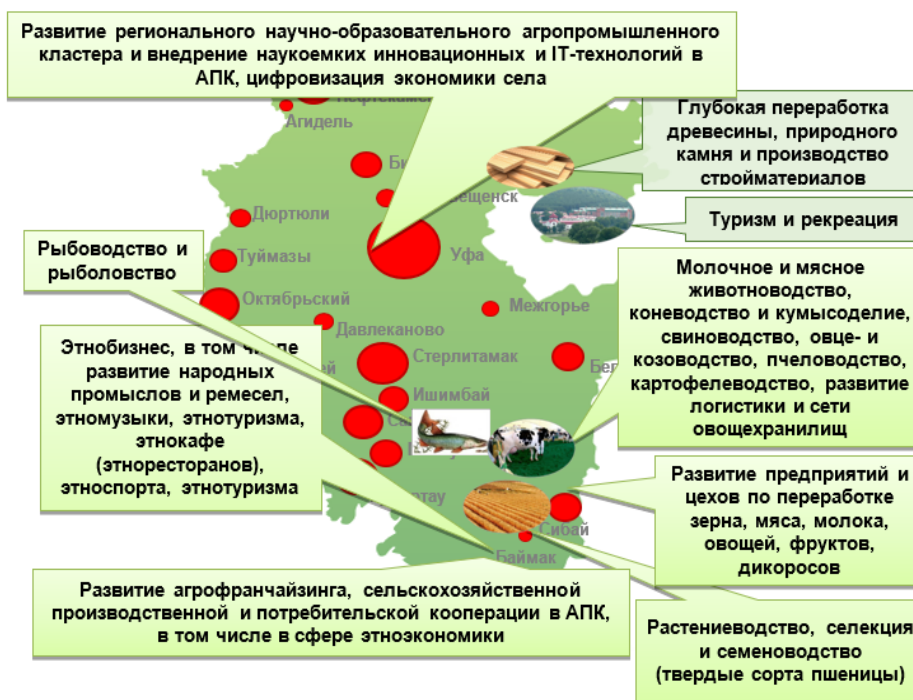 Развитие регионального научно-образовательного агропромышленного
кластера и внедрение наукоемких инновационных и IT-технологий в
АПК, цифровизация экономики села
Агидель
Глубокая переработка
древесины, природного
камня и производство
стройматериалов
Дюртюли
Туризм и рекреация
Рыбоводство и
рыболовство
Туймазы
Уфа
Молочное и мясное
животноводство,
коневодство и кумысоделие,
свиноводство, овце- и
козоводство, пчеловодство,
картофелеводство, развитие
логистики и сети
овощехранилищ
Октябрьский
Межгорье
Давлеканово
Стерлитамак
Ишимбай
Этнобизнес, в том числе
развитие народных
промыслов и ремесел,
этномузыки, этнотуризма,
этнокафе
(этноресторанов),
этноспорта, этнотуризма
Развитие предприятий и
цехов по переработке
зерна, мяса, молока,
овощей, фруктов,
дикоросов
Сибай
Баймак
Развитие агрофранчайзинга, сельскохозяйственной
производственной и потребительской кооперации в АПК,
в том числе в сфере этноэкономики
Растениеводство, селекция
и семеноводство
(твердые сорта пшеницы)